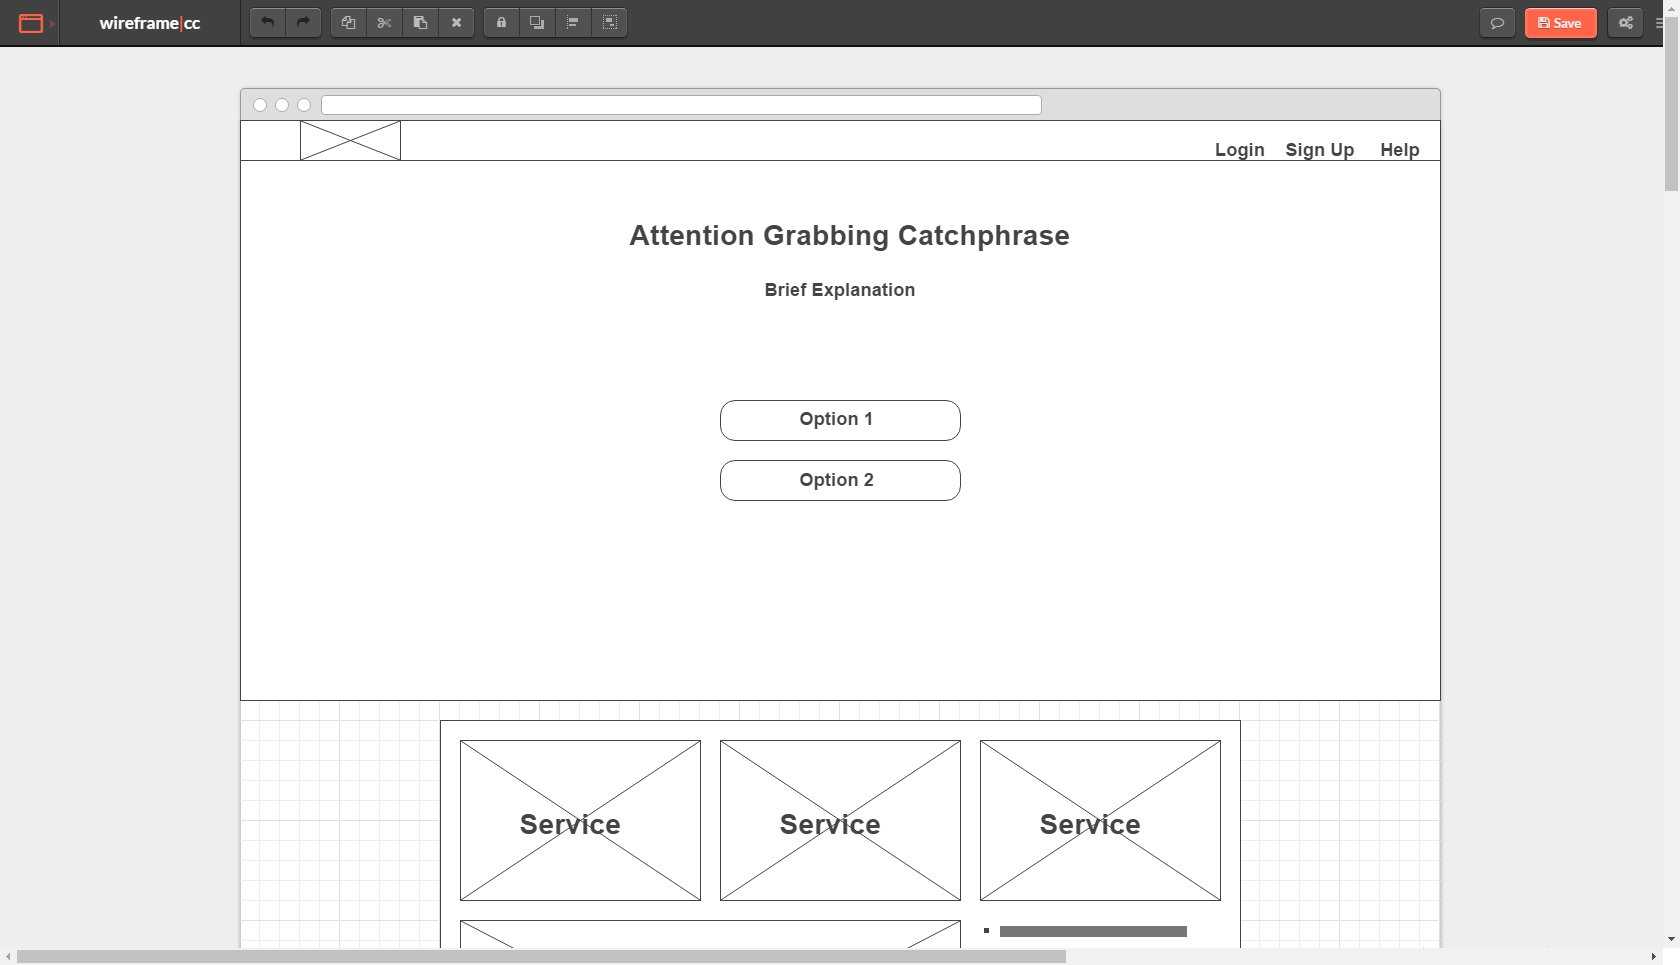 wireframe|cc
Save
Login Sign Up Help
Attention Grabbing Catchphrase
Brief Explanation
Option 1
Option 2
Service Service Service